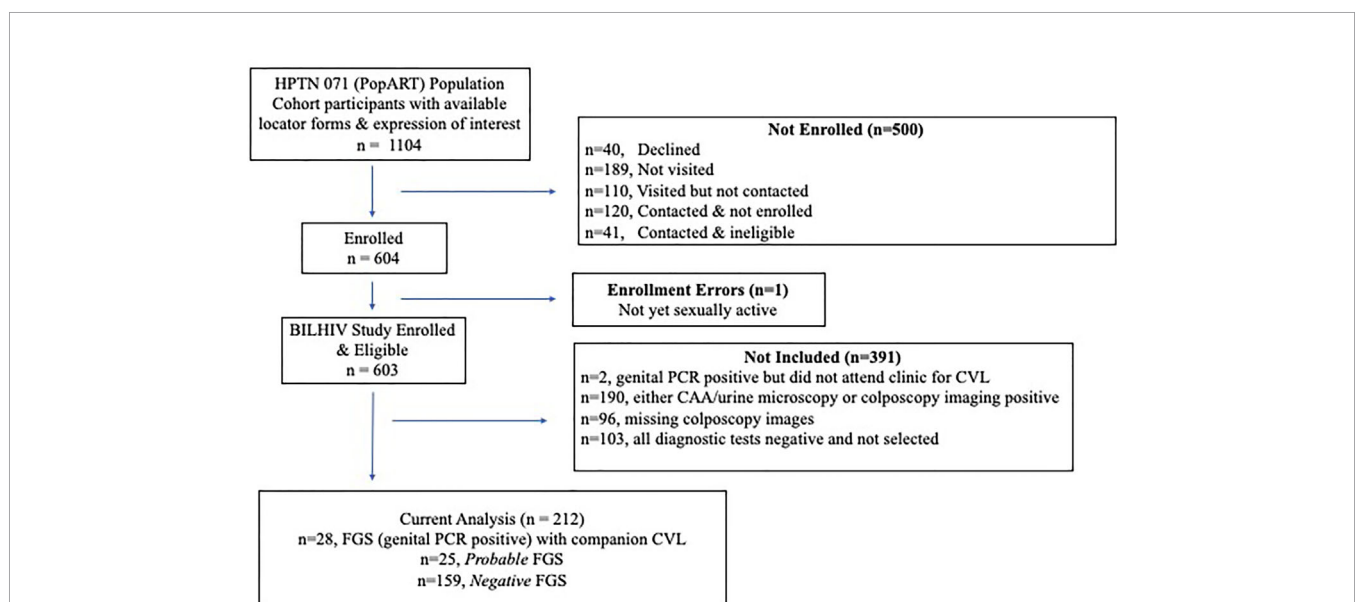 HPTN 071 (PopART) Population
Cohort participants with available
locator forms & expression of interest
n = 1104
Not Enrolled (n=500)
n=40, Declined
n=189, Not visited
n=110, Visited but not contacted
n=120, Contacted & not enrolled
n=41, Contacted & ineligible
Enrolled
n = 604
Enrollment Errors (n=1)
Not yet sexually active
BILHIV Study Enrolled
& Eligible
n = 603
Not Included (n=391)
n=2, genital PCR positive but did not attend clinic for CVL
n=190, either CAA/urine microscopy or colposcopy imaging positive
n=96, missing colposcopy images
n=103, all diagnostic tests negative and not selected
Current Analysis (n = 212)
n=28, FGS (genital PCR positive) with companion CVL
n=25, Probable FGS
n=159, Negative FGS